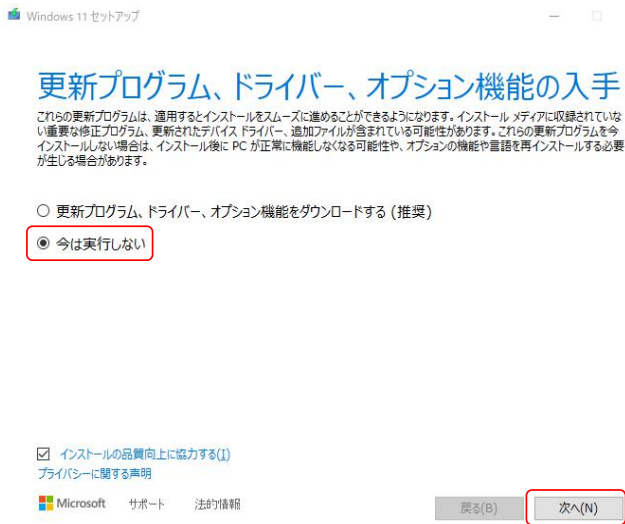 Windows 11 セットアップ
更新プログラム、ドライバー、オプション機能の入手
これらの更新プログラムは、適用するとインストールをスムーズに進めることができるようになります。インストール メディアに収録されていな
い重要な修正プログラム、更新されたデバイス ドライバー、追加ファイルが含まれている可能性があります。これらの更新プログラムを今
インストールしない場合は、インストール後に PC が正常に機能しなくなる可能性や、オプションの機能や言語を再インストールする必要
が生じる場合があります。
更新プログラム、ドライバー、オプション機能をダウンロードする (推奨)
今は実行しない
インストールの品質向上に協力する(I)
プライバシーに関する声明
Microsoft サポート 法的情報 戻る(B) 次へ(N)